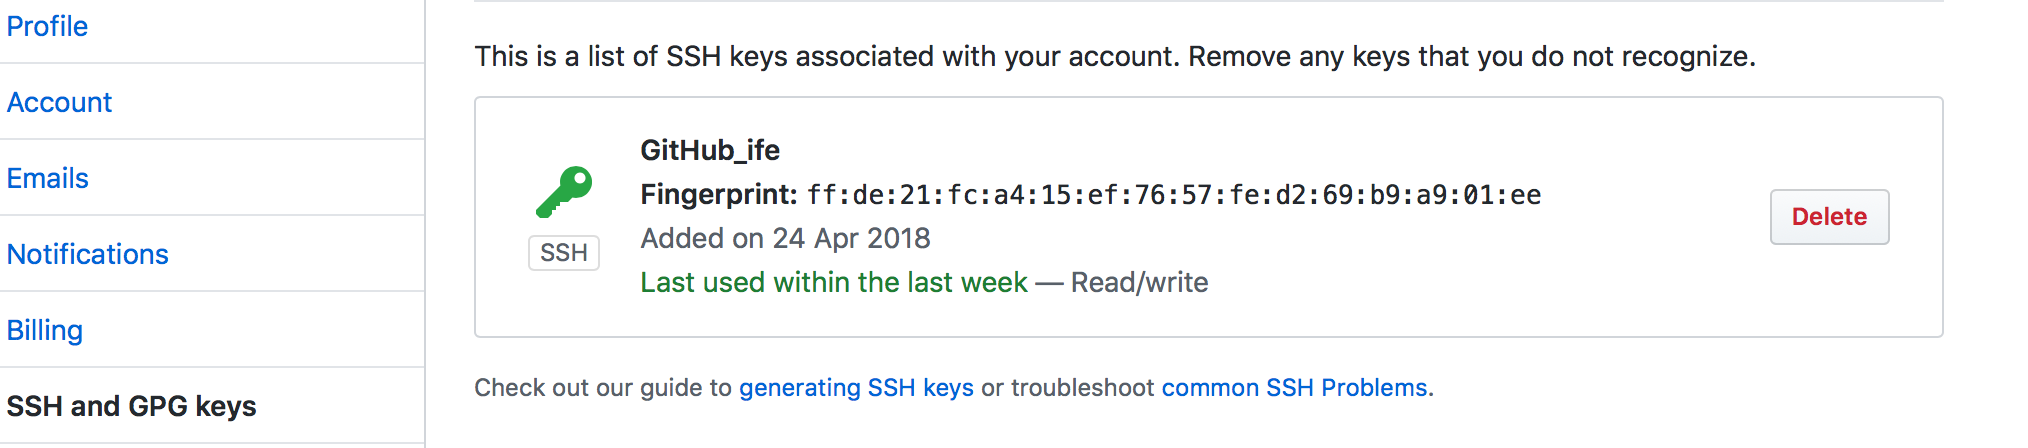 Profile
Account
Emails
Notifications
Billing
SSH and GPG keys
This is a list of SSH keys associated with your account. Remove any keys that you do not recognize.
GitHub_ife
Fingerprint: ff:de:21:fc:a4:15:ef:76:57:fe:d2:69:b9:a9:01:ee
Added on 24 Apr 2018
Last used within the last week — Read/write
SSH
Delete
Check out our guide to generating SSH keys or troubleshoot common SSH Problems.